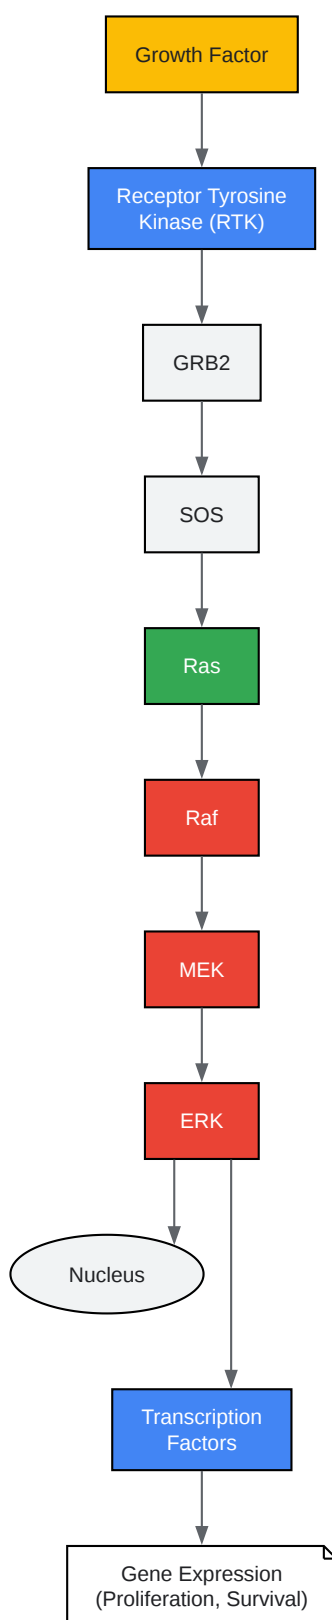 Growth Factor
Receptor Tyrosine
Kinase (RTK)
GRB2
SOS
Ras
Raf
MEK
ERK
Nucleus
Transcription
Factors
Gene Expression
(Proliferation, Survival)